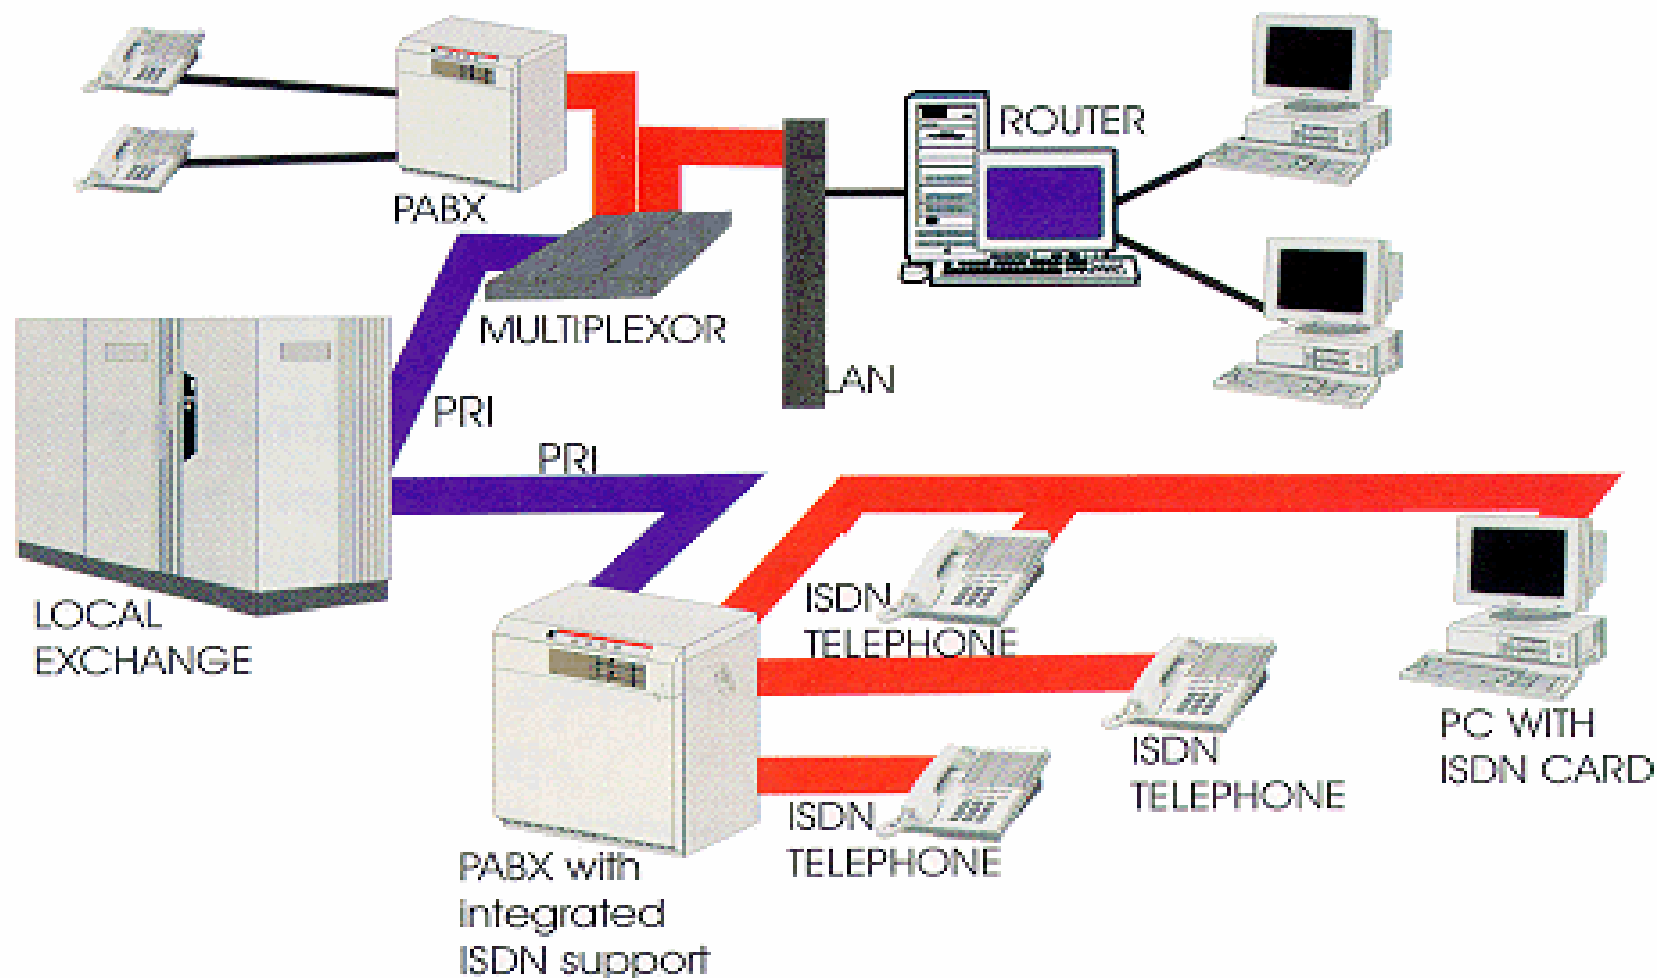 ROUTER
PABX
MULTIPLEXOR
LAN
PRI
PRI
LOCAL
EXCHANGE
ISDN
TELEPHONE
PC WITH
ISDN CARD
ISDN
TELEPHONE
ISDN
TELEPHONE
PABX with
integrated
ISDN support